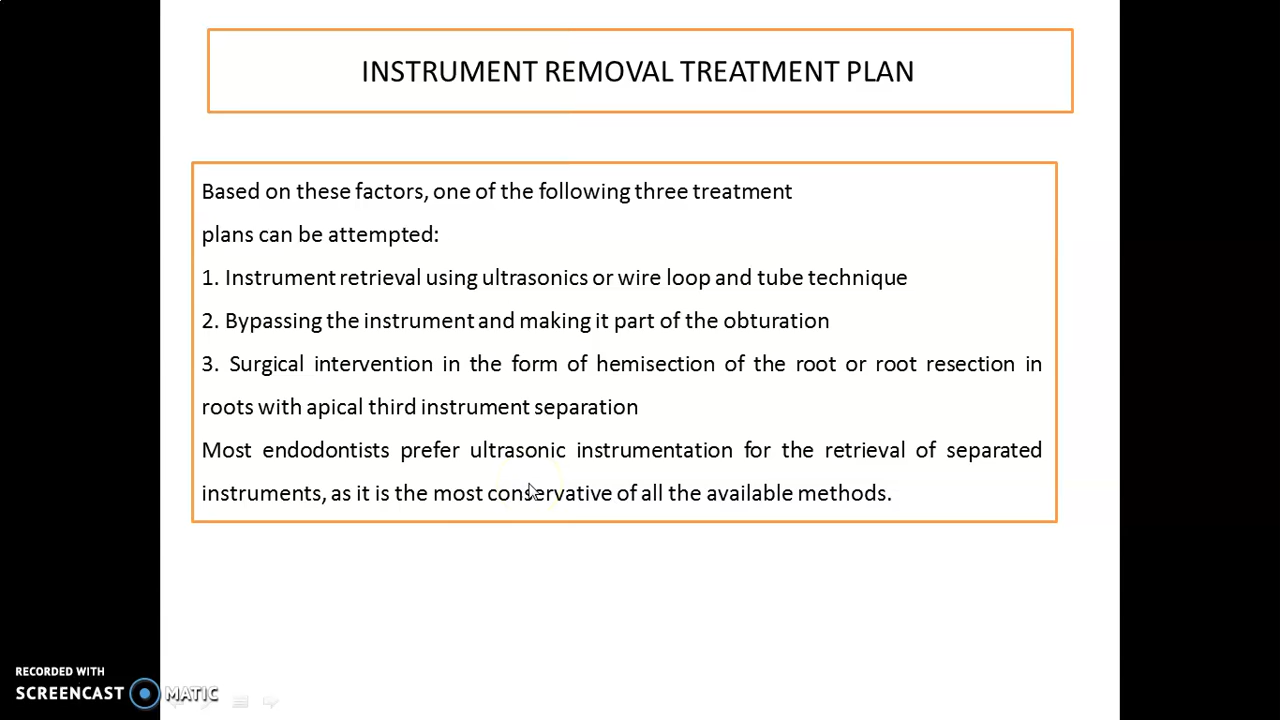 INSTRUMENT REMOVAL TREATMENT PLAN
Based on these factors, one of the following three treatment
plans can be attempted:
1. Instrument retrieval using ultrasonics or wire loop and tube technique
2. Bypassing the instrument and making it part of the obturation
3. Surgical intervention in the form of hemisection of the root or root resection in
roots with apical third instrument separation
Most endodontists prefer ultrasonic instrumentation for the retrieval of separated
instruments, as it is the most conservative of all the available methods.
RECORDED WITH
SCREENCAST MATIC